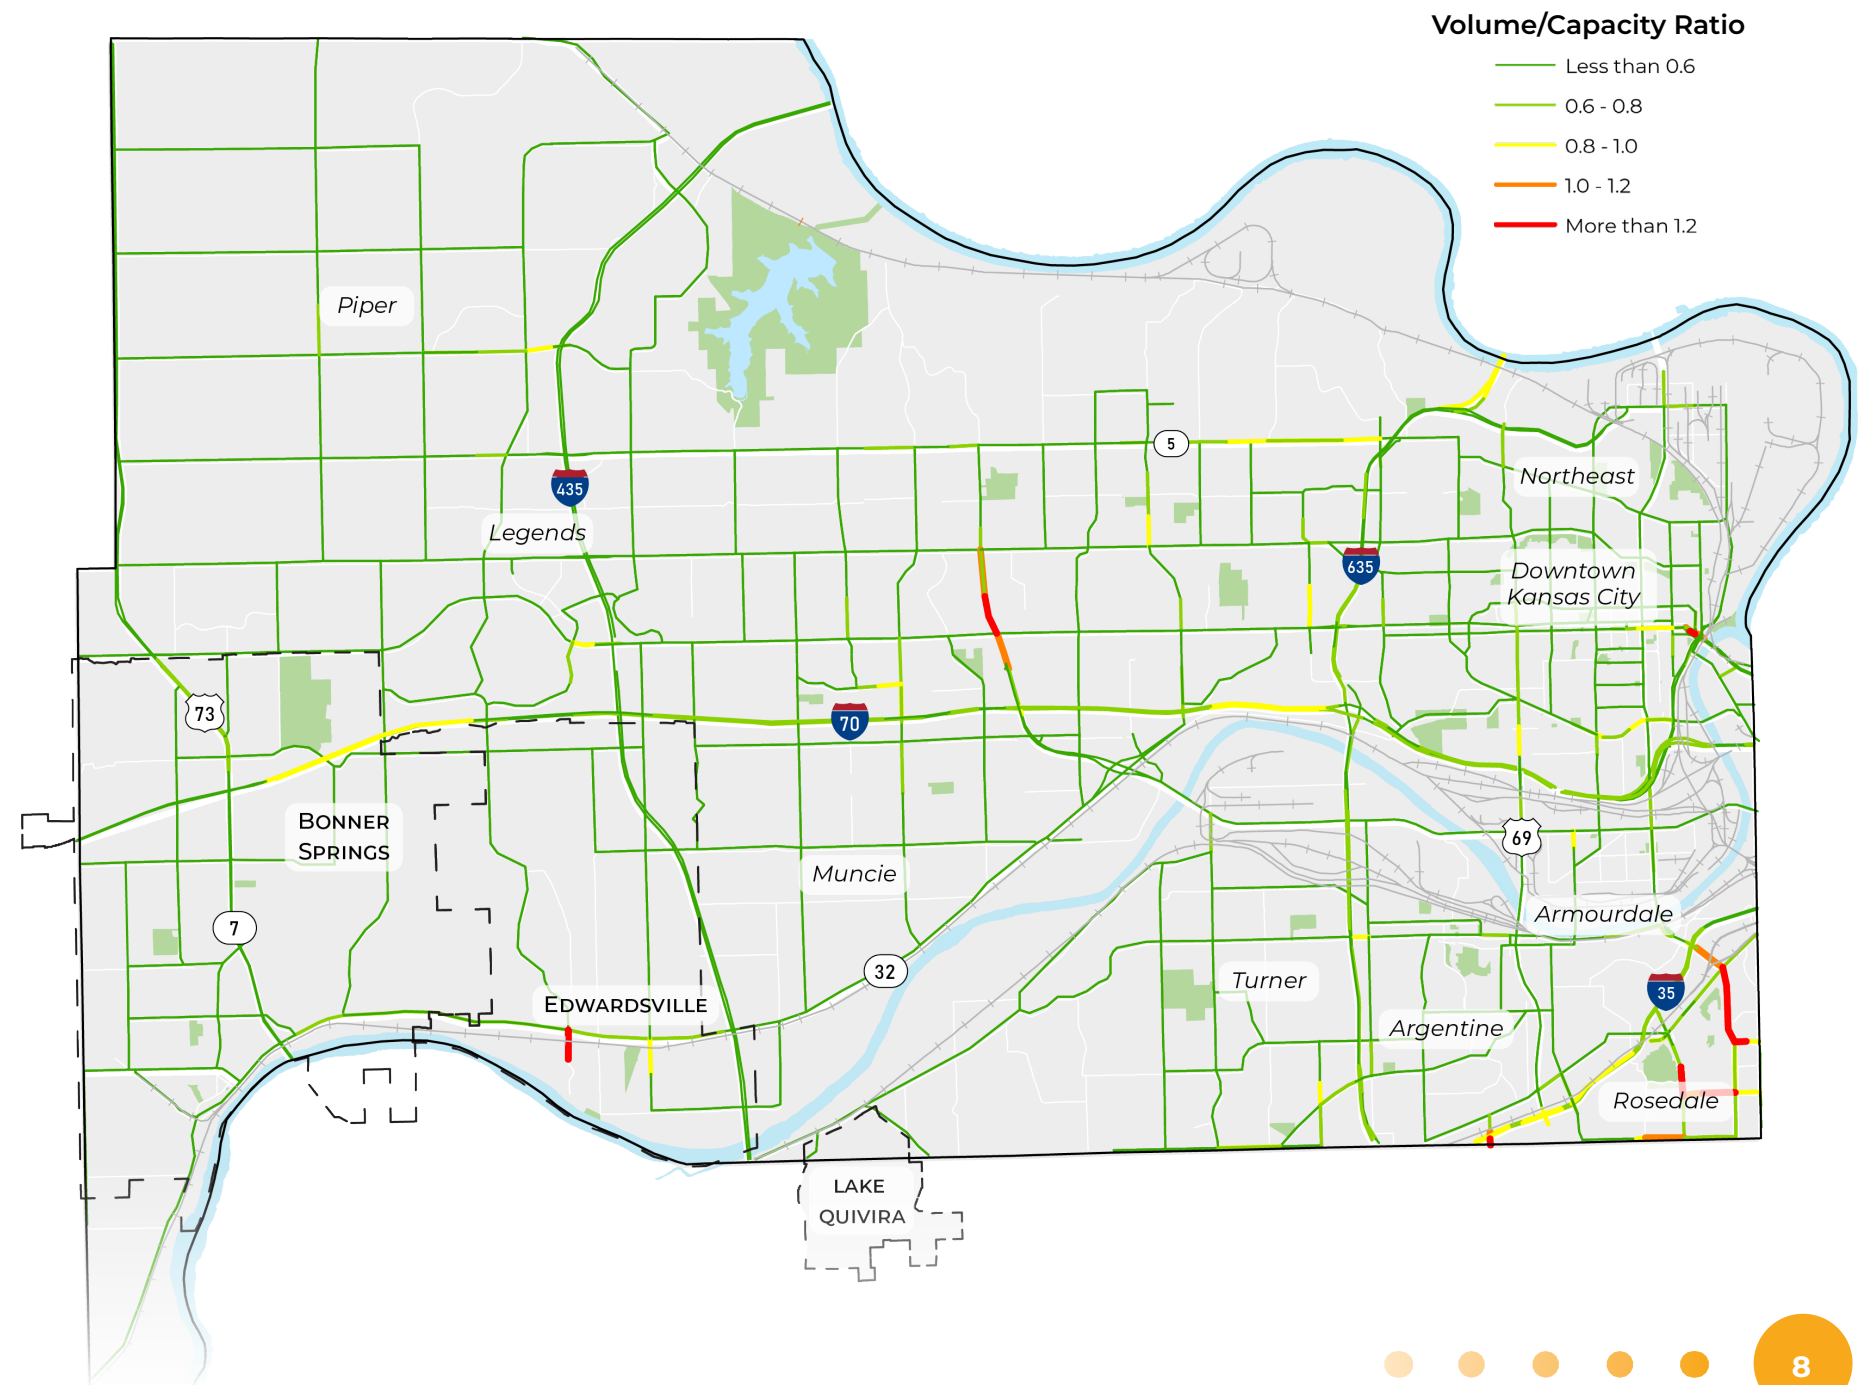 Volume/Capacity Ratio
Less than 0.6
0.6 - 0.8
0.8 - 1.0
1.0 - 1.2
More than 1.2
Piper
5
Northeast
435
Legends
635
Downtown
Kansas City
73
70
BONNER
SPRINGS
69
Muncie
7
Armourdale
32
Turner
35
EDWARDSVILLE
Argentine
Rosedale
LAKE
QUIVIRA
8